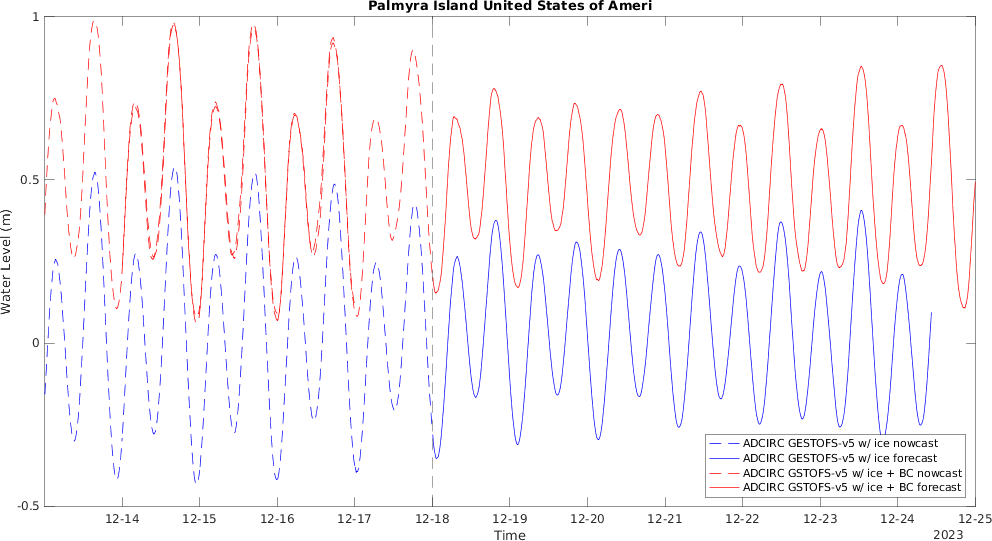 Palmyra Island United States of Ameri
Water Level (m)
1
0.5
0
-0.5
12-14
12-15
12-16
12-17
12-18
12-19
12-20
12-21
12-22
12-23
12-24
12-25
Time
2023
ADCIRC GESTOFS-v5 w/ ice nowcast
ADCIRC GESTOFS-v5 w/ ice forecast
ADCIRC GSTOFS-v5 w/ ice + BC nowcast
ADCIRC GSTOFS-v5 w/ ice + BC forecast